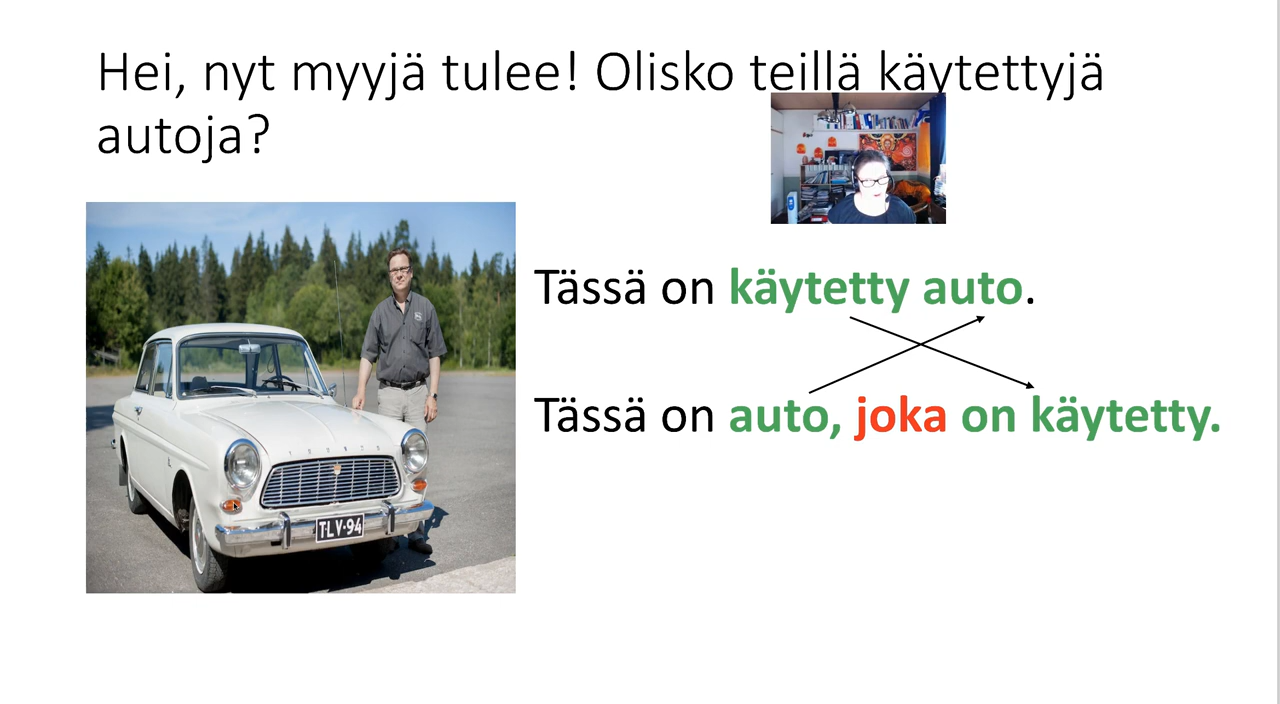 Hei, nyt myyjä tulee! Olisko teillä käytettyjä
autoja?
Tässä on käytetty auto.
Tässä on auto, joka on käytetty.
TAUNUS
TLV-94